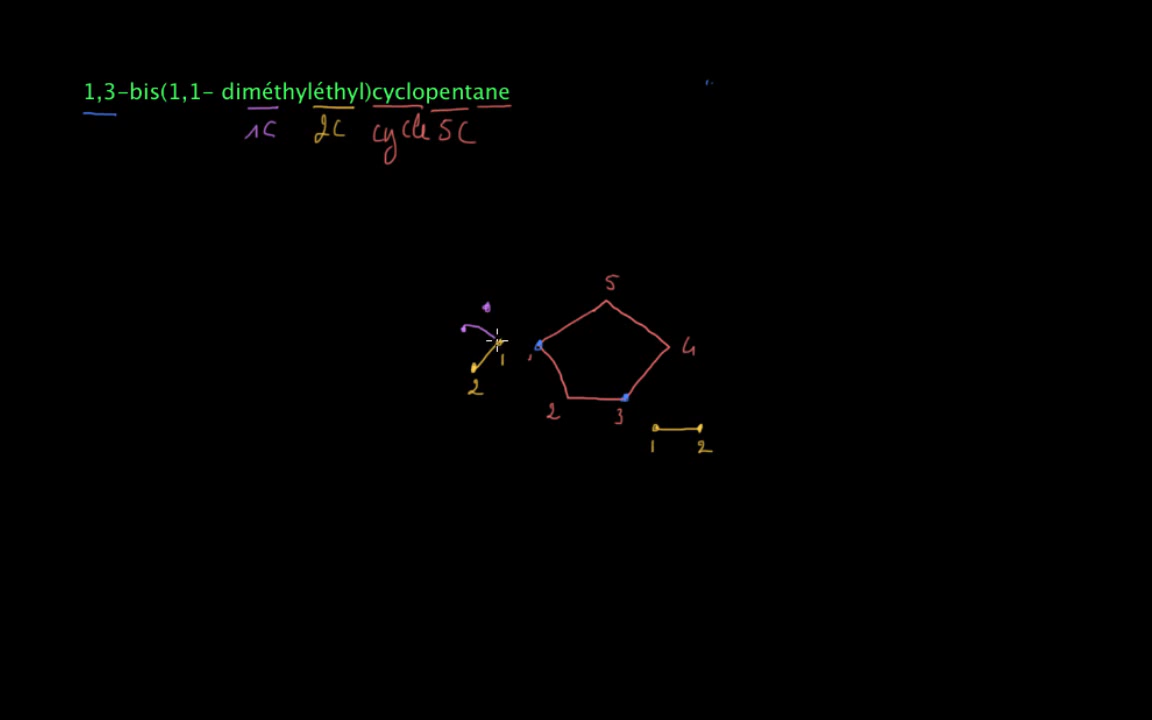 1,3-bis(1,1- diméthyléthyl)cyclopentane
1C 2C cycle 5C
5
1 1 4
2 2 3
1 2